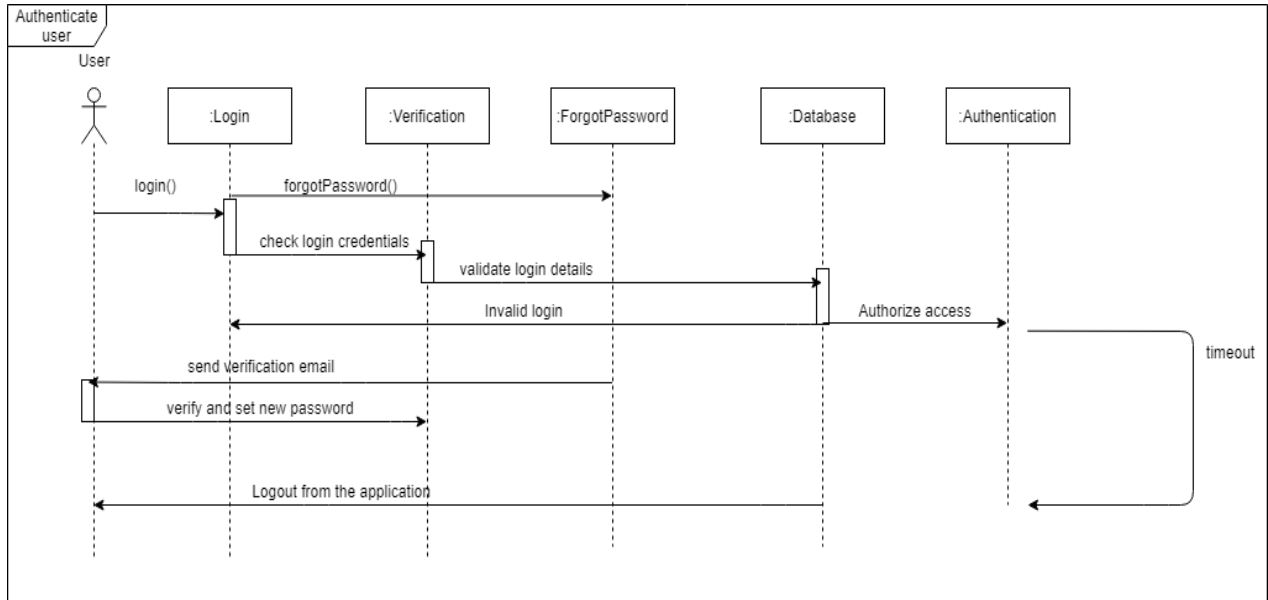 Authenticate
user
User
:Login
:Verification
:ForgotPassword
:Database
:Authentication
login()
forgotPassword()
check login credentials
validate login details
Invalid login
Authorize access
timeout
send verification email
verify and set new password
Logout from the application